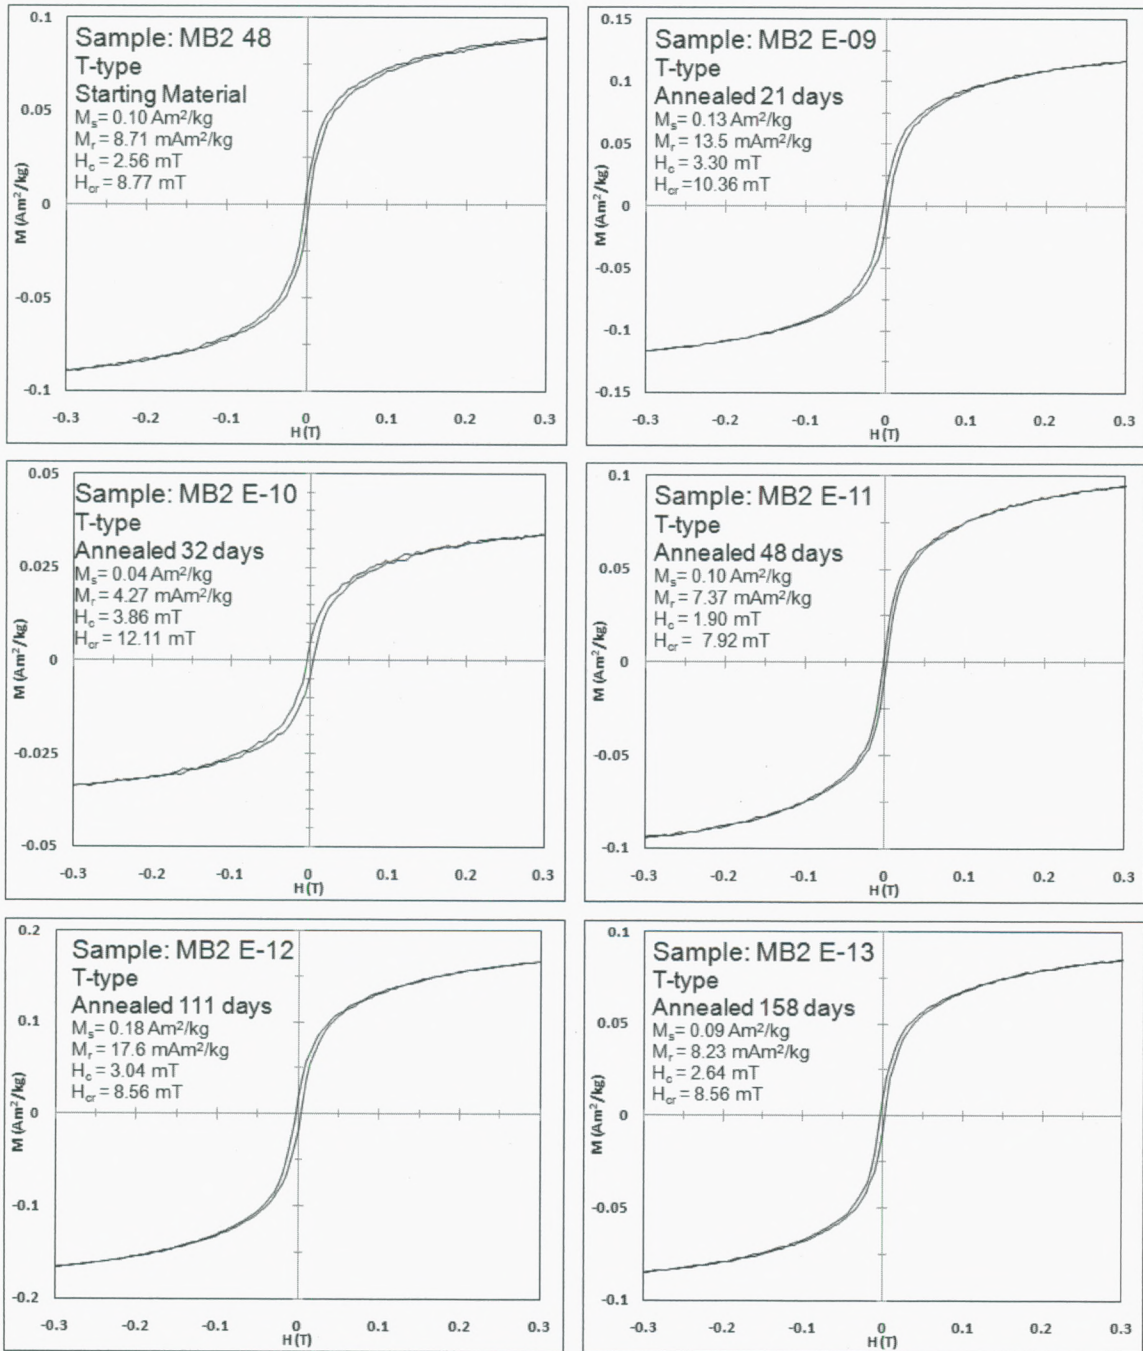 0.1
Sample: MB2 48
T-type
Starting Material
Mₛ = 0.10 Am²/kg
Mᵣ = 8.71 mAm²/kg
H_c = 2.56 mT
H_cr = 8.77 mT
0.05
0
-0.05
-0.1
M (Am²/kg)
-0.3 -0.2 -0.1 0 0.1 0.2 0.3
H (T)
0.15
Sample: MB2 E-09
T-type
Annealed 21 days
Mₛ = 0.13 Am²/kg
Mᵣ = 13.5 mAm²/kg
H_c = 3.30 mT
H_cr =10.36 mT
0.1
0.05
0
-0.05
-0.1
-0.15
M (Am²/kg)
-0.3 -0.2 -0.1 0 0.1 0.2 0.3
H (T)
0.05
Sample: MB2 E-10
T-type
Annealed 32 days
Mₛ= 0.04 Am²/kg
Mᵣ = 4.27 mAm²/kg
H_c = 3.86 mT
H_cr = 12.11 mT
0.025
0
-0.025
-0.05
M (Am²/kg)
-0.3 -0.2 -0.1 0 0.1 0.2 0.3
H (T)
0.1
Sample: MB2 E-11
T-type
Annealed 48 days
Mₛ= 0.10 Am²/kg
Mᵣ = 7.37 mAm²/kg
H_c = 1.90 mT
H_cr = 7.92 mT
0.05
0
-0.05
-0.1
M (Am²/kg)
-0.3 -0.2 -0.1 0 0.1 0.2 0.3
H (T)
0.2
Sample: MB2 E-12
T-type
Annealed 111 days
Mₛ= 0.18 Am²/kg
Mᵣ = 17.6 mAm²/kg
H_c = 3.04 mT
H_cr = 8.56 mT
0.1
0
-0.1
-0.2
M (Am²/kg)
-0.3 -0.2 -0.1 0 0.1 0.2 0.3
H (T)
0.1
Sample: MB2 E-13
T-type
Annealed 158 days
Mₛ= 0.09 Am²/kg
Mᵣ = 8.23 mAm²/kg
H_c = 2.64 mT
H_cr = 8.56 mT
0.05
0
-0.05
-0.1
M (Am²/kg)
-0.3 -0.2 -0.1 0 0.1 0.2 0.3
H (T)